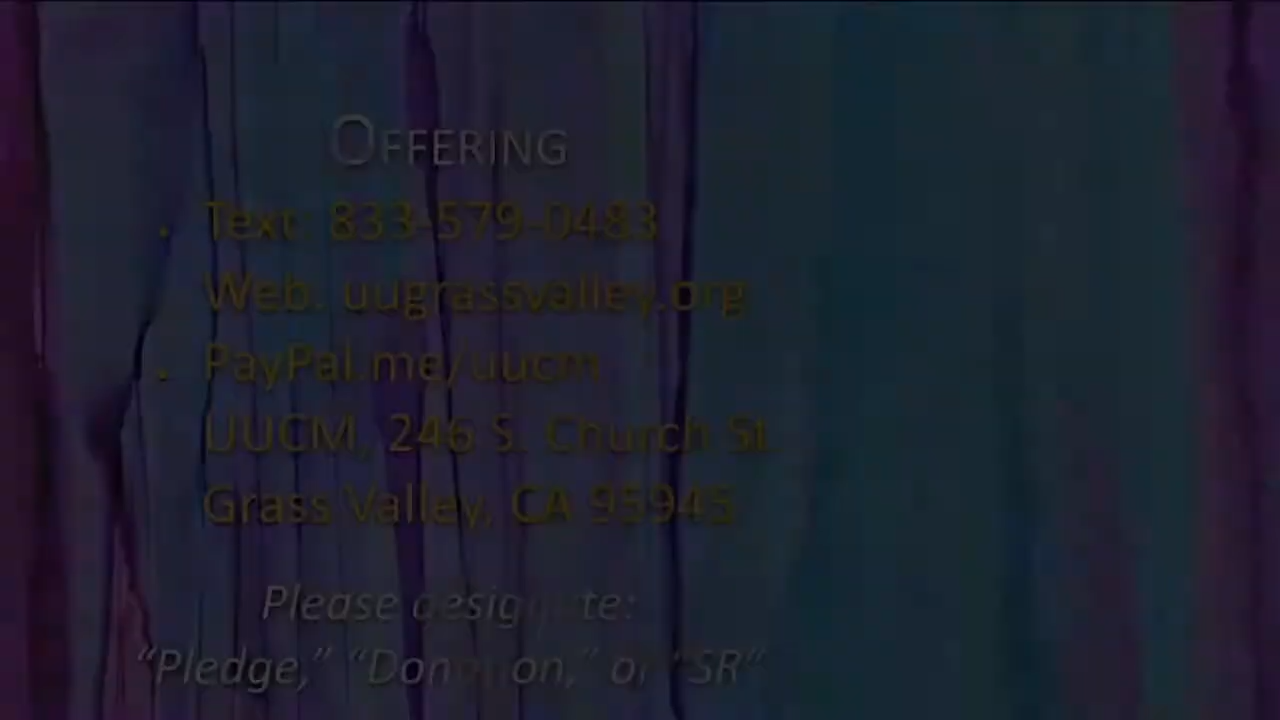 OFFERING
• Text: 833-579-0483
Web: uugrassvalley.org
• PayPal.me/uucm
UUCM, 246 S. Church St.
Grass Valley, CA 95945
Please designate:
“Pledge,” “Donation,” or “SR“